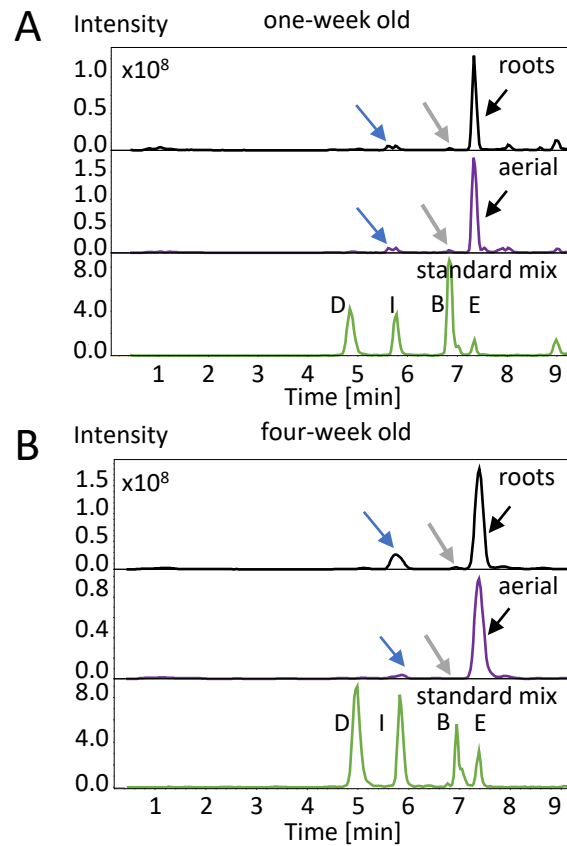 A
Intensity
one-week old
x10⁸
roots
1.0
0.5
0.0
aerial
1.5
1.0
0.5
0.0
standard mix
8.0
4.0
0.0
D I B E
1 2 3 4 5 6 7 8 9
Time [min]
B
Intensity
four-week old
x10⁸
roots
1.5
1.0
0.5
0.0
aerial
0.8
0.4
0.0
standard mix
8.0
4.0
0.0
D I B E
1 2 3 4 5 6 7 8 9
Time [min]